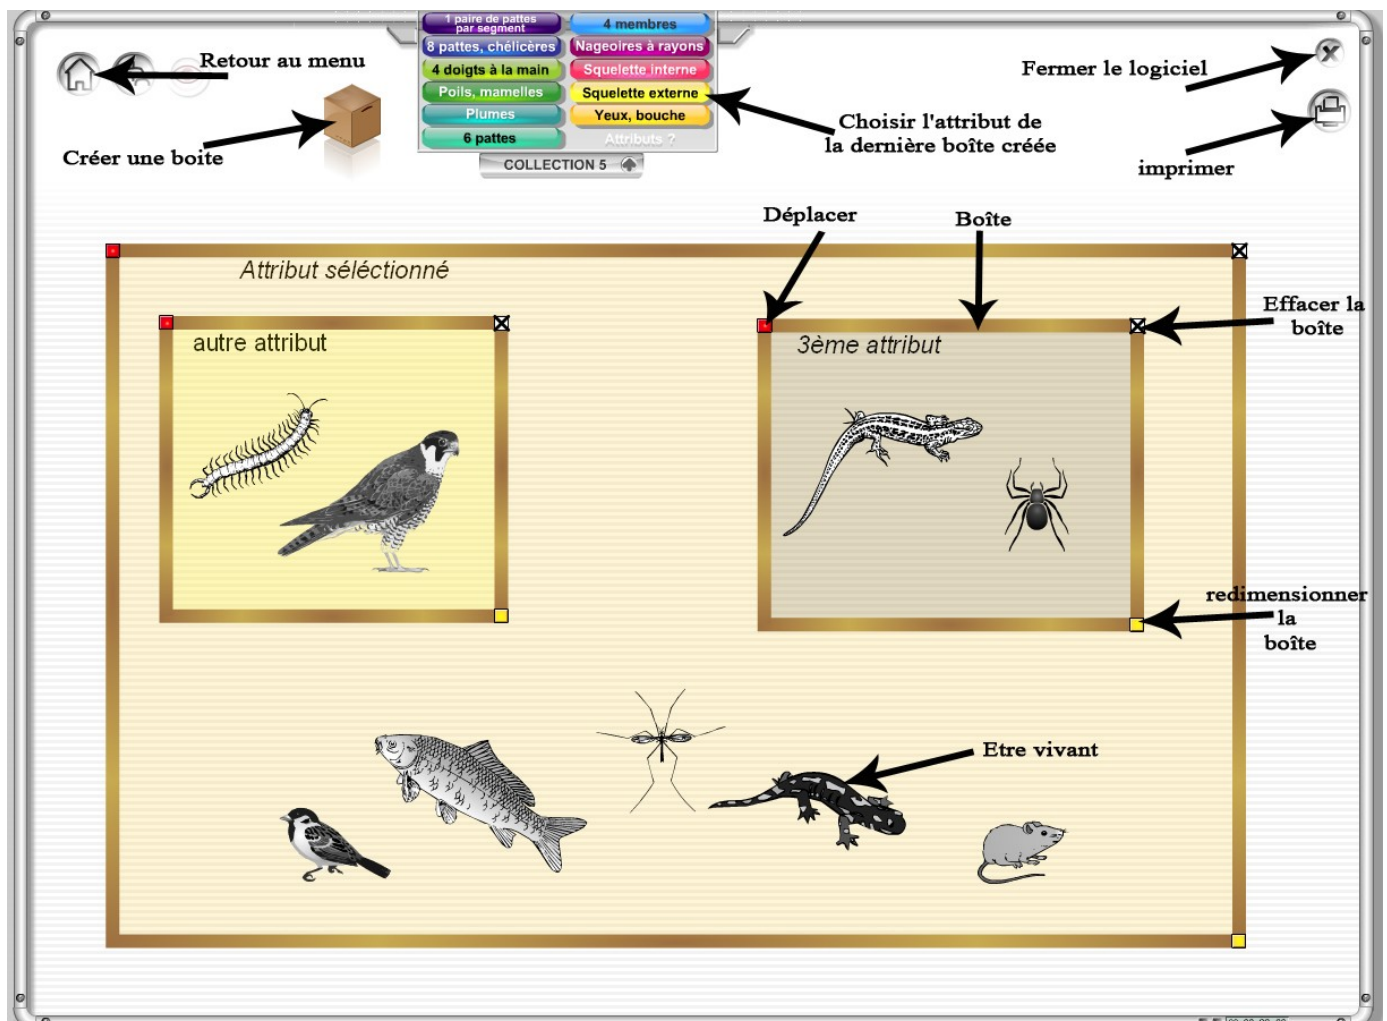 1 paire de pattes
par segment
4 membres
8 pattes, chélicères
Nageoires à rayons
4 doigts à la main
Squelette interne
Poils, mamelles
Squelette externe
Plumes
Yeux, bouche
6 pattes
Attributs ?
COLLECTION 5
Retour au menu
Créer une boite
Choisir l'attribut de
la dernière boîte créée
Fermer le logiciel
imprimer
Déplacer
Boîte
Attribut séléctionné
Effacer la
boîte
autre attribut
3ème attribut
redimensionner
la
boîte
Etre vivant